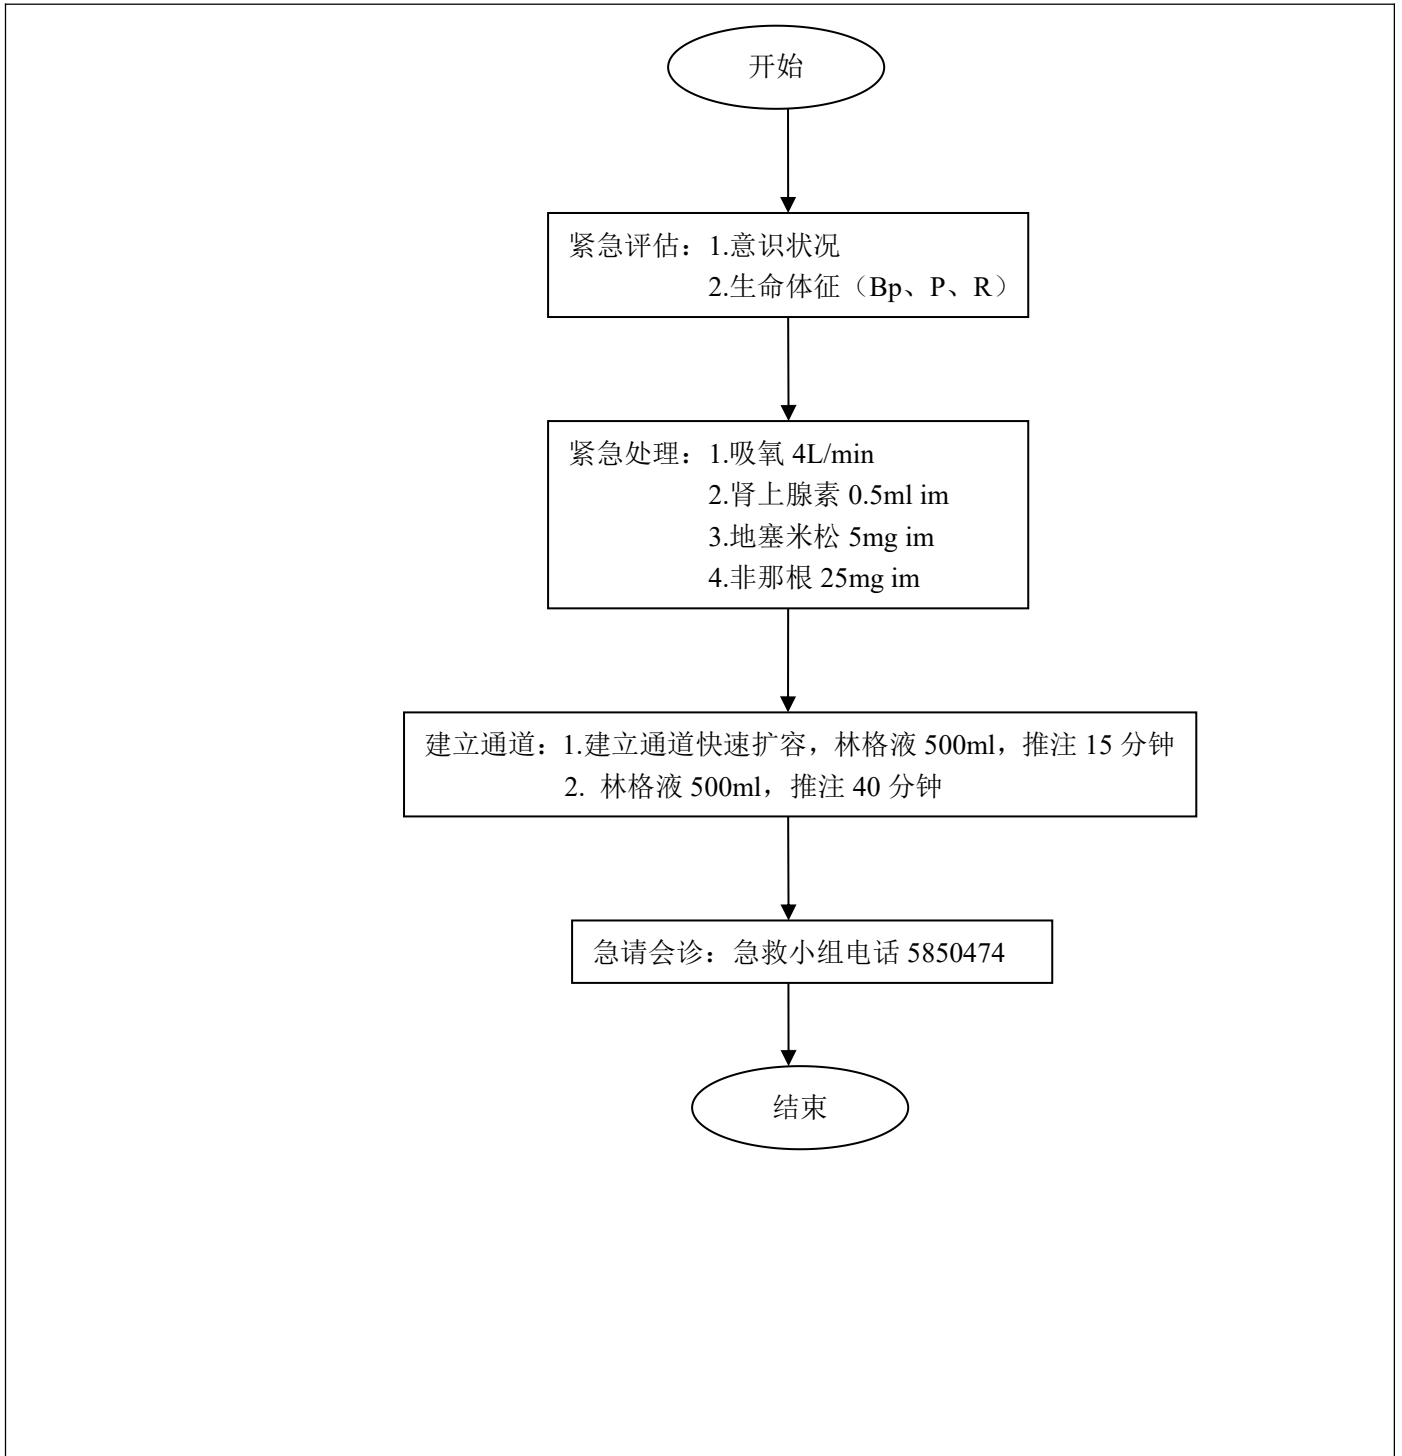 开始
紧急评估：1.意识状况
2.生命体征（Bp、P、R）
紧急处理：1.吸氧 4L/min
2.肾上腺素 0.5ml im
3.地塞米松 5mg im
4.非那根 25mg im
建立通道：1.建立通道快速扩容，林格液 500ml，推注 15 分钟
2. 林格液 500ml，推注 40 分钟
急请会诊：急救小组电话 5850474
结束